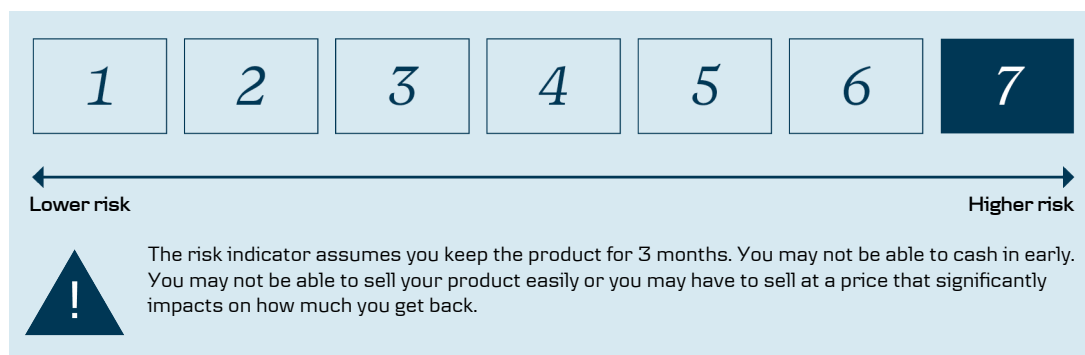 1 2 3 4 5 6 7
Lower risk Higher risk
The risk indicator assumes you keep the product for 3 months. You may not be able to cash in early.
You may not be able to sell your product easily or you may have to sell at a price that significantly
impacts on how much you get back.
!